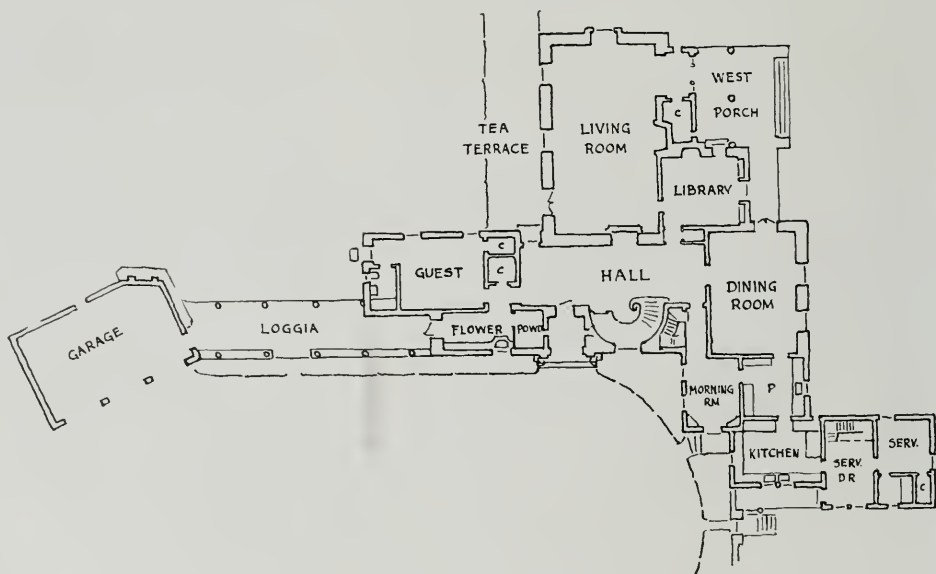 WEST
PORCH
C
TEA
TERRACE
LIVING
ROOM
LIBRARY
C
GUEST
C
HALL
DINING
ROOM
GARAGE
LOGGIA
FLOWER
POWD
MORNING
RM
P
KITCHEN
SERV.
DR
SERV.
C